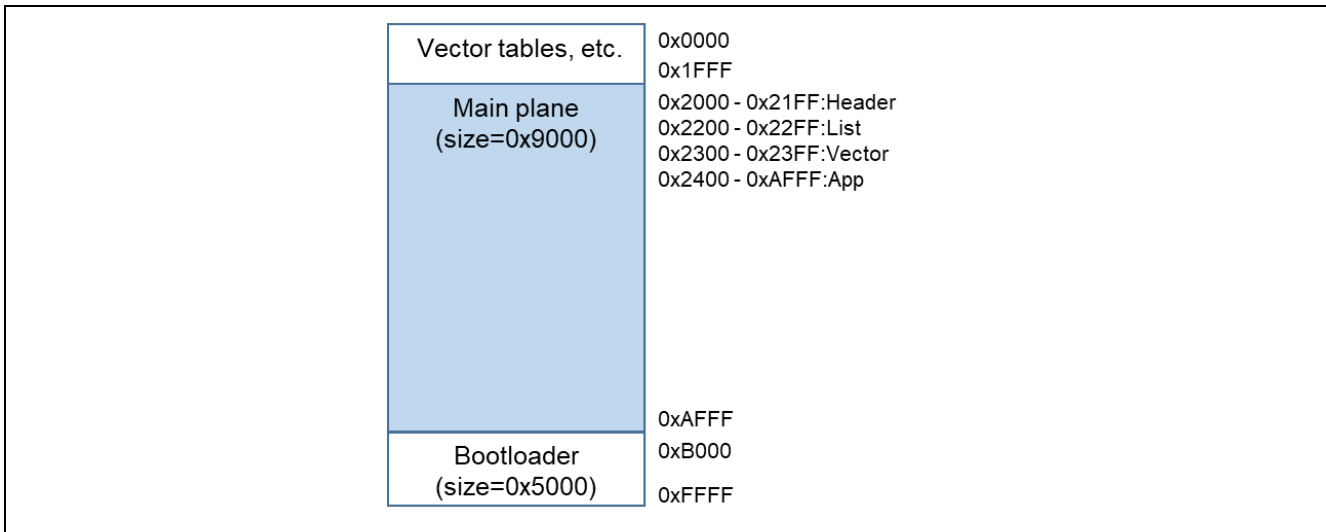 Vector tables, etc.
0x0000
0x1FFF
Main plane
(size=0x9000)
0x2000 - 0x21FF:Header
0x2200 - 0x22FF:List
0x2300 - 0x23FF:Vector
0x2400 - 0xAFFF:App
0xAFFF
Bootloader
(size=0x5000)
0xB000
0xFFFF